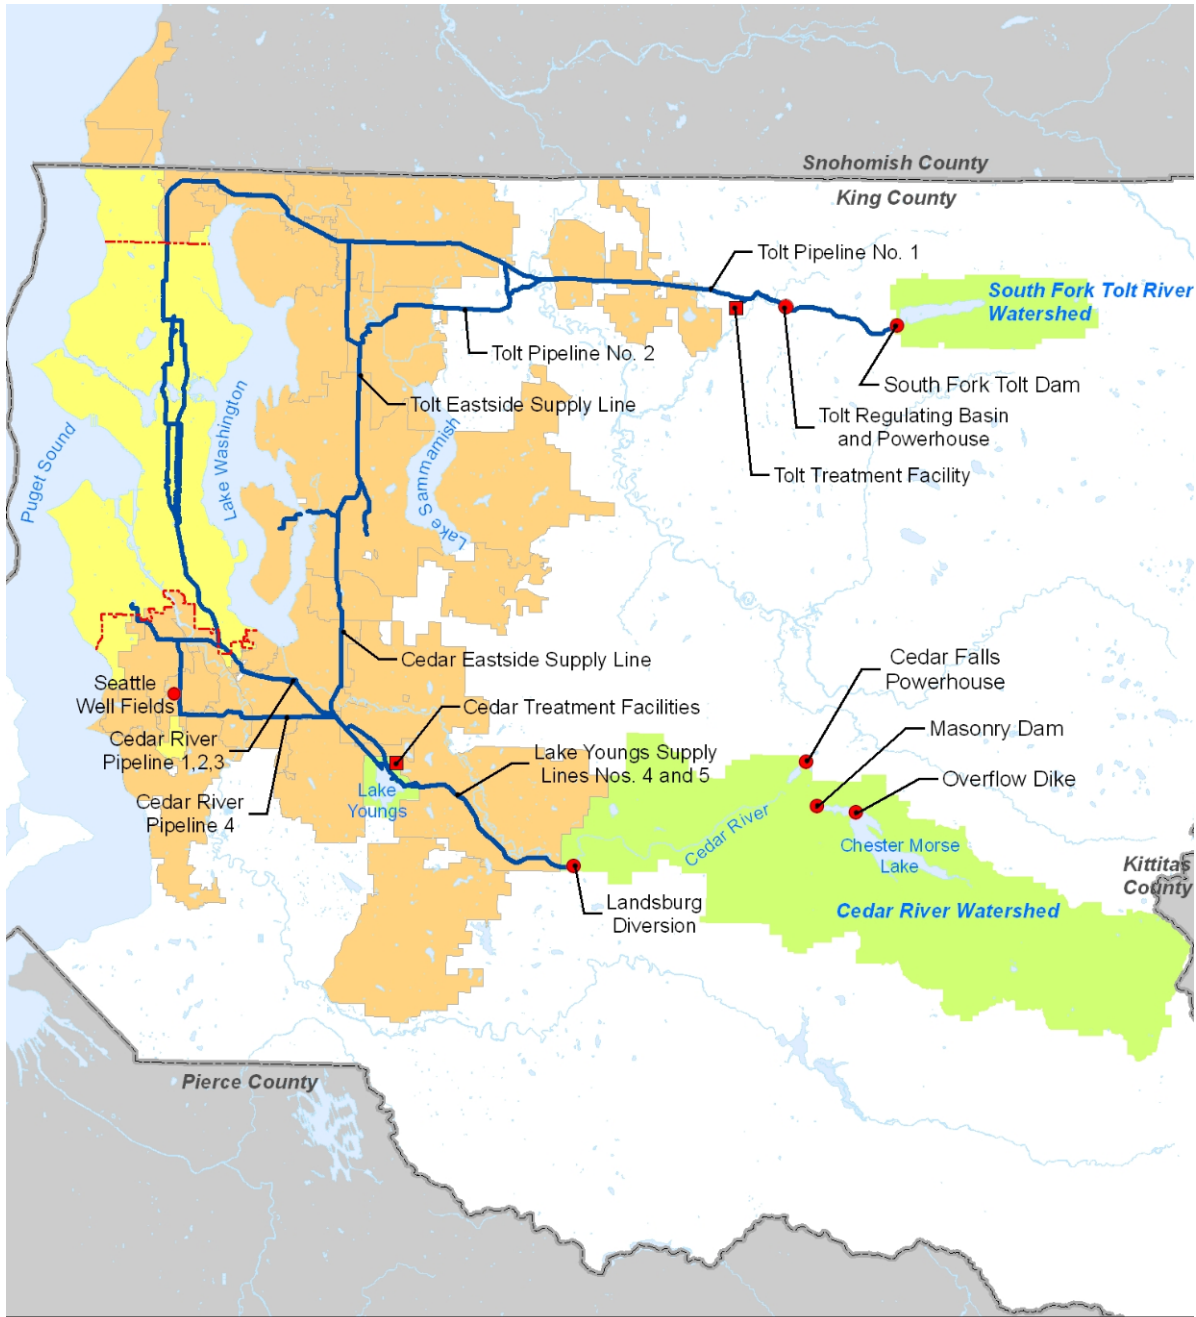 Snohomish County
King County
Tolt Pipeline No. 1
South Fork Tolt River
Watershed
Tolt Pipeline No. 2
South Fork Tolt Dam
Tolt Eastside Supply Line
Tolt Regulating Basin
and Powerhouse
Tolt Treatment Facility
Puget Sound
Lake Washington
Lake Sammamish
Cedar Eastside Supply Line
Cedar Falls
Powerhouse
Seattle
Well Fields
Cedar Treatment Facilities
Masonry Dam
Cedar River
Pipeline 1,2,3
Lake Youngs Supply
Lines Nos. 4 and 5
Overflow Dike
Lake
Youngs
Cedar River
Pipeline 4
Cedar River
Chester Morse
Lake
Kittitas
County
Landsburg
Diversion
Cedar River Watershed
Pierce County